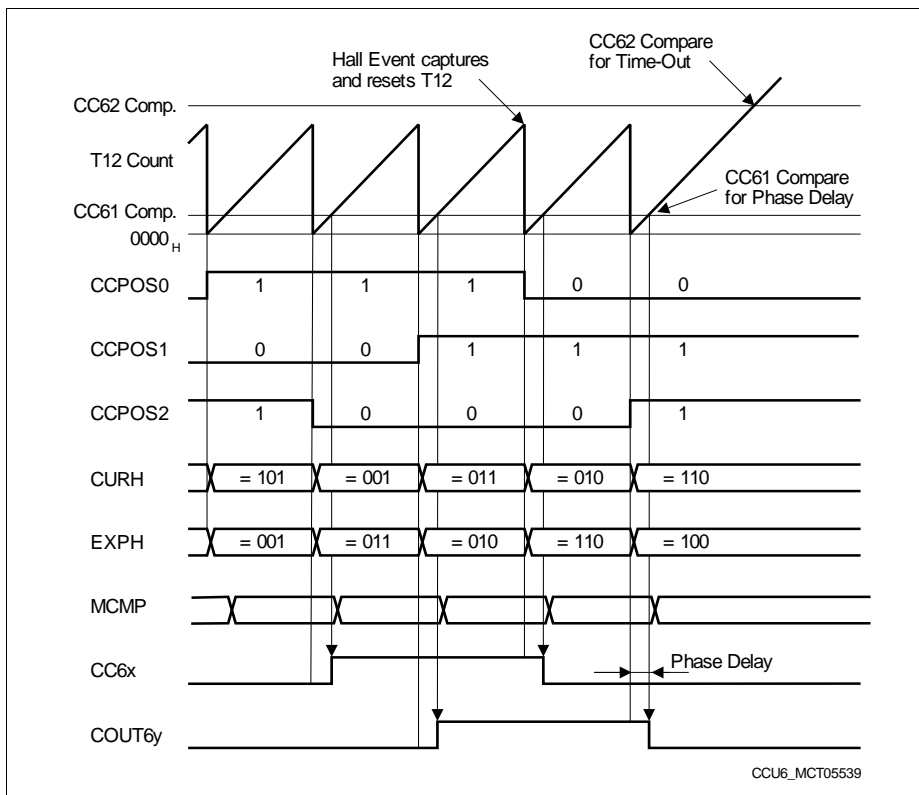 CC62 Compare
for Time-Out
Hall Event captures
and resets T12
CC62 Comp.
T12 Count
CC61 Compare
for Phase Delay
CC61 Comp.
0000 H
CCPOS0 1 1 1 0 0
CCPOS1 0 0 1 1 1
CCPOS2 1 0 0 0 1
CURH = 101 = 001 = 011 = 010 = 110
EXPH = 001 = 011 = 010 = 110 = 100
MCMP
CC6x
Phase Delay
COUT6y
CCU6_MCT05539